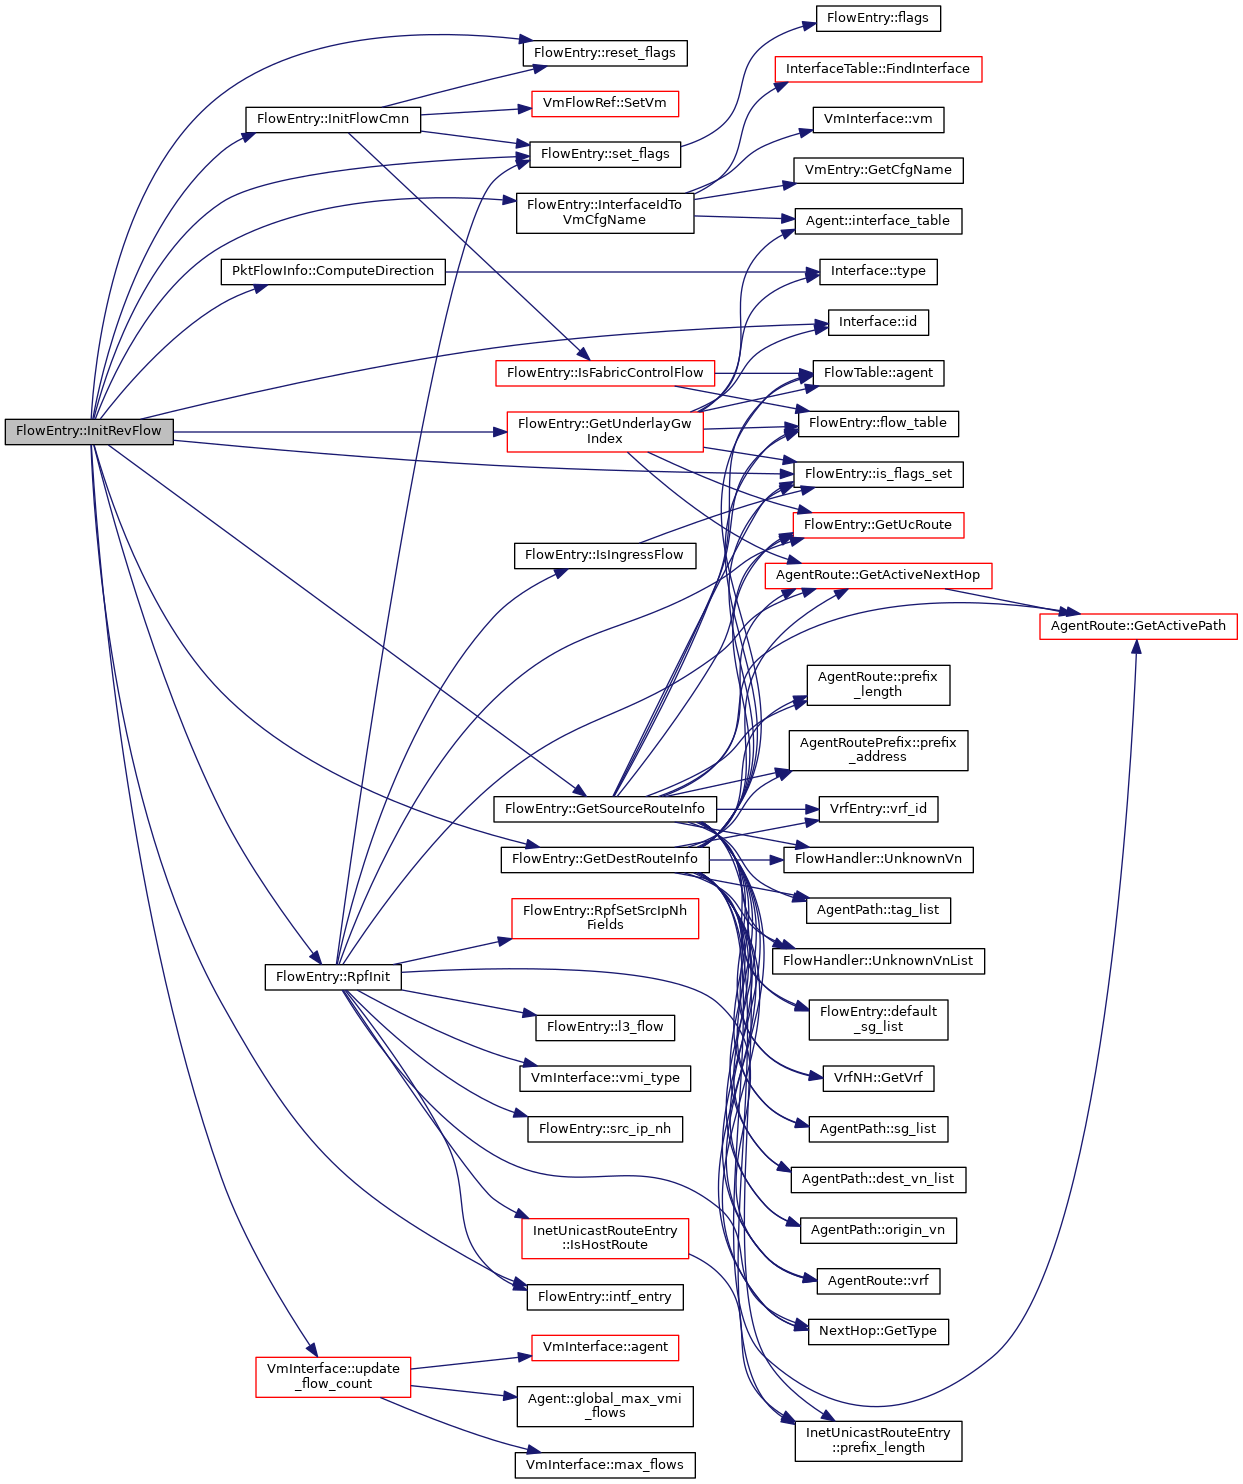 FlowEntry::flags
FlowEntry::reset_flags
InterfaceTable::FindInterface
VmFlowRef::SetVm
FlowEntry::InitFlowCmn
VmInterface::vm
FlowEntry::set_flags
VmEntry::GetCfgName
FlowEntry::InterfaceIdTo
VmCfgName
Agent::interface_table
PktFlowInfo::ComputeDirection
Interface::type
Interface::id
FlowEntry::IsFabricControlFlow
FlowTable::agent
FlowEntry::InitRevFlow
FlowEntry::GetUnderlayGw
Index
FlowEntry::flow_table
FlowEntry::is_flags_set
FlowEntry::GetUcRoute
FlowEntry::IsIngressFlow
AgentRoute::GetActiveNextHop
AgentRoute::GetActivePath
AgentRoute::prefix
_length
AgentRoutePrefix::prefix
_address
FlowEntry::GetSourceRouteInfo
VrfEntry::vrf_id
FlowEntry::GetDestRouteInfo
FlowHandler::UnknownVn
AgentPath::tag_list
FlowEntry::RpfSetSrcIpNh
Fields
FlowHandler::UnknownVnList
FlowEntry::RpfInit
FlowEntry::default
_sg_list
FlowEntry::l3_flow
VmInterface::vmi_type
VrfNH::GetVrf
FlowEntry::src_ip_nh
AgentPath::sg_list
AgentPath::dest_vn_list
InetUnicastRouteEntry
::IsHostRoute
AgentPath::origin_vn
AgentRoute::vrf
FlowEntry::intf_entry
NextHop::GetType
VmInterface::agent
VmInterface::update
_flow_count
Agent::global_max_vmi
_flows
InetUnicastRouteEntry
::prefix_length
VmInterface::max_flows